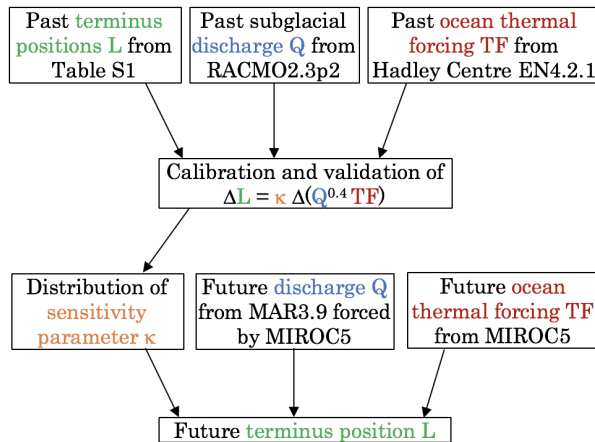 Past terminus
positions L from
Table S1
Past subglacial
discharge Q from
RACMO2.3p2
Past ocean thermal
forcing TF from
Hadley Centre EN4.2.1
Calibration and validation of
ΔL = κ Δ(Q^0.4 TF)
Distribution of
sensitivity
parameter κ
Future discharge Q
from MAR3.9 forced
by MIROC5
Future ocean
thermal forcing TF
from MIROC5
Future terminus position L